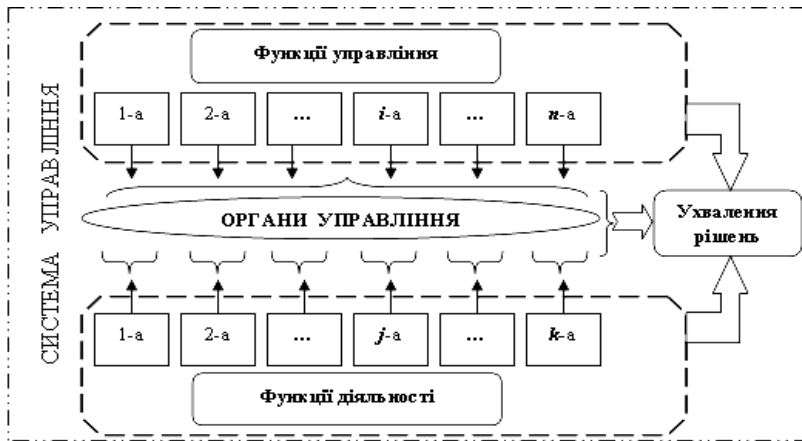 СИСТЕМА УПРАВЛІННЯ
Функції управління
1-а 2-а ... i-а ... n-а
ОРГАНИ УПРАВЛІННЯ
Ухвалення
рішень
1-а 2-а ... j-а ... k-а
Функції діяльності